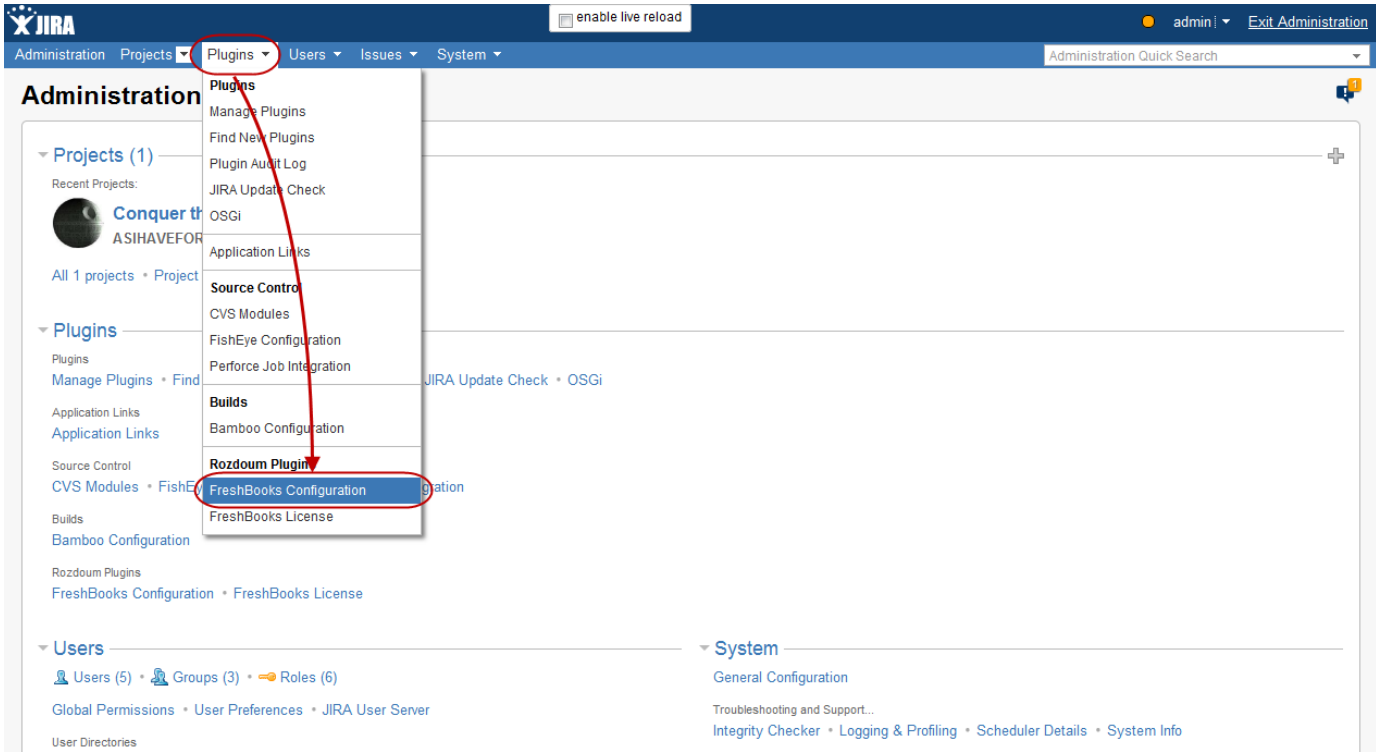 JIRA
enable live reload
admin Exit Administration
Administration Projects Plugins Users Issues System
Administration Quick Search
Administration
1
Plugins
Manage Plugins
Find New Plugins
Plugin Audit Log
JIRA Update Check
OSGi
Application Links
Source Control
CVS Modules
FishEye Configuration
Perforce Job Integration
Builds
Bamboo Configuration
Rozdoum Plugin
FreshBooks Configuration
FreshBooks License
Projects (1)
Recent Projects:
Conquer th
ASIHAVEFOR
All 1 projects • Project
Plugins
Plugins
Manage Plugins • Find JIRA Update Check • OSGi
Application Links
Application Links
Source Control
CVS Modules • FishEy gration
Builds
Bamboo Configuration
Rozdoum Plugins
FreshBooks Configuration • FreshBooks License
Users
Users (5) • Groups (3) • Roles (6)
Global Permissions • User Preferences • JIRA User Server
User Directories
System
General Configuration
Troubleshooting and Support...
Integrity Checker • Logging & Profiling • Scheduler Details • System Info